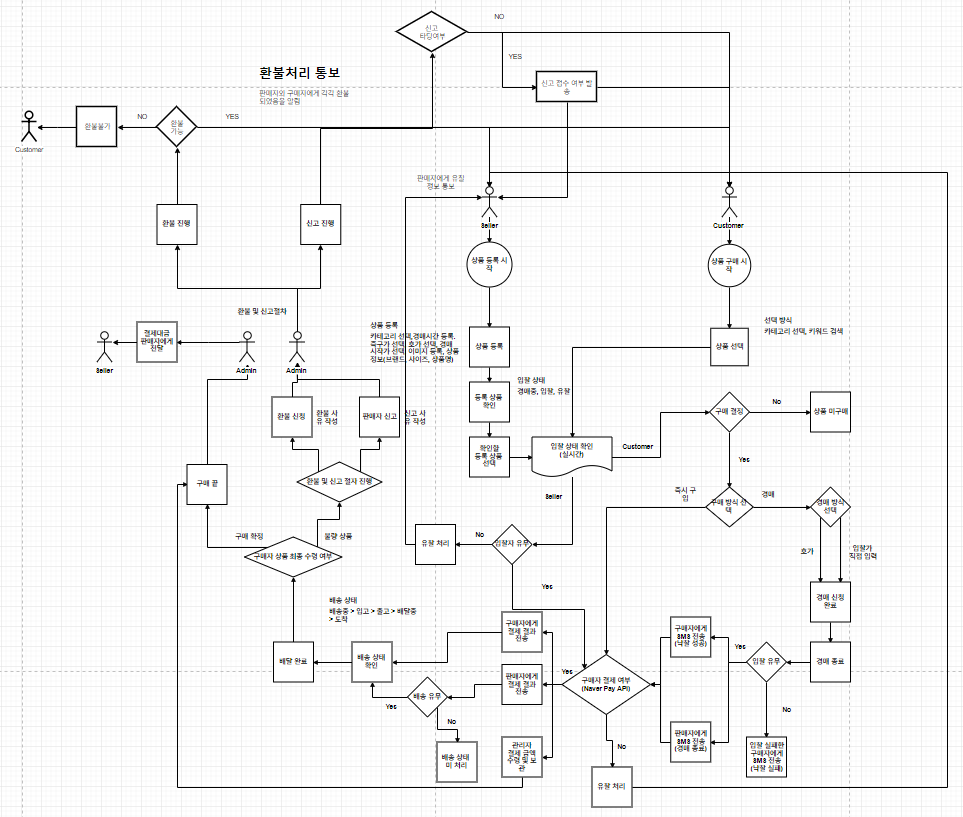 신고
타당여부
NO
YES
신고 접수 여부 발
송
환불처리 통보
판매자와 구매자에게 각각 환불
되었음을 알림
Customer
환불불가
NO
환불
가능
YES
판매자에게 유찰
정보 통보
환불 진행
신고 진행
Seller
Customer
상품 등록 시
작
상품 구매 시
작
환불 및 신고절차
결제대금
판매자에게
전달
Seller
Admin
Admin
상품 등록
카테고리 선택,경매시간 등록,
즉구가 선택, 호가 선택, 경매
시작가 선택, 이미지 등록, 상품
정보(브랜드, 사이즈, 상품명)
상품 등록
선택 방식
카테고리 선택, 키워드 검색
상품 선택
입찰 상태
경매중, 입찰, 유찰
등록 상품
확인
환불 신청
환불 사
유 작성
판매자 신고
신고 사
유 작성
구매 결정
No
상품 미구매
Yes
확인할
등록 상품
선택
입찰 상태 확인
(실시간)
Customer
Seller
구매 끝
환불 및 신고 절차 진행
즉시 구
입
구매 방식 선
택
경매
경매 방식
선택
구매 확정
불량 상품
구매자 상품 최종 수령 여부
유찰 처리
No
입찰자 유무
Yes
호가
입찰가
직접 입력
배송 상태
배송중 > 입고 > 출고 > 배달중
> 도착
경매 신청
완료
구매자에게
결제 결과
전송
구매자에게
SMS 전송
(낙찰 성공)
Yes
입찰 유무
경매 종료
배달 완료
배송 상태
확인
판매자에게
결제 결과
전송
Yes
구매자 결제 여부
(Naver Pay API)
배송 유무
Yes
No
No
배송 상태
미 처리
관리자
결제 금액
수령 및 보
관
No
판매자에게
SMS 전송
(경매 종료)
입찰 실패한
구매자에게
SMS 전송
(낙찰 실패)
유찰 처리